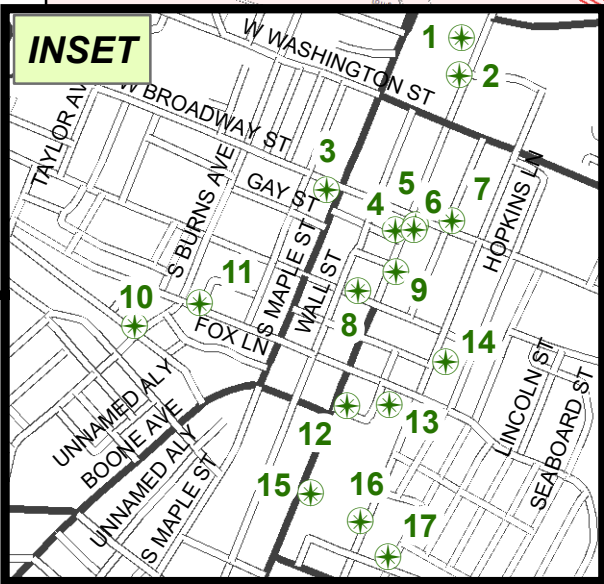 INSET
W WASHINGTON ST
1
2
W BROADWAY ST
TAYLOR AV
3
GAY ST
S BURNS AVE
4
5
6
7
HOPKINS LN
S MAPLE ST
WALL ST
8
9
10
11
FOX LN
12
13
14
LINCOLN ST
SEABOARD ST
UNNAMED ALY
BOONE AVE
UNNAMED ALY
S MAPLE ST
15
16
17